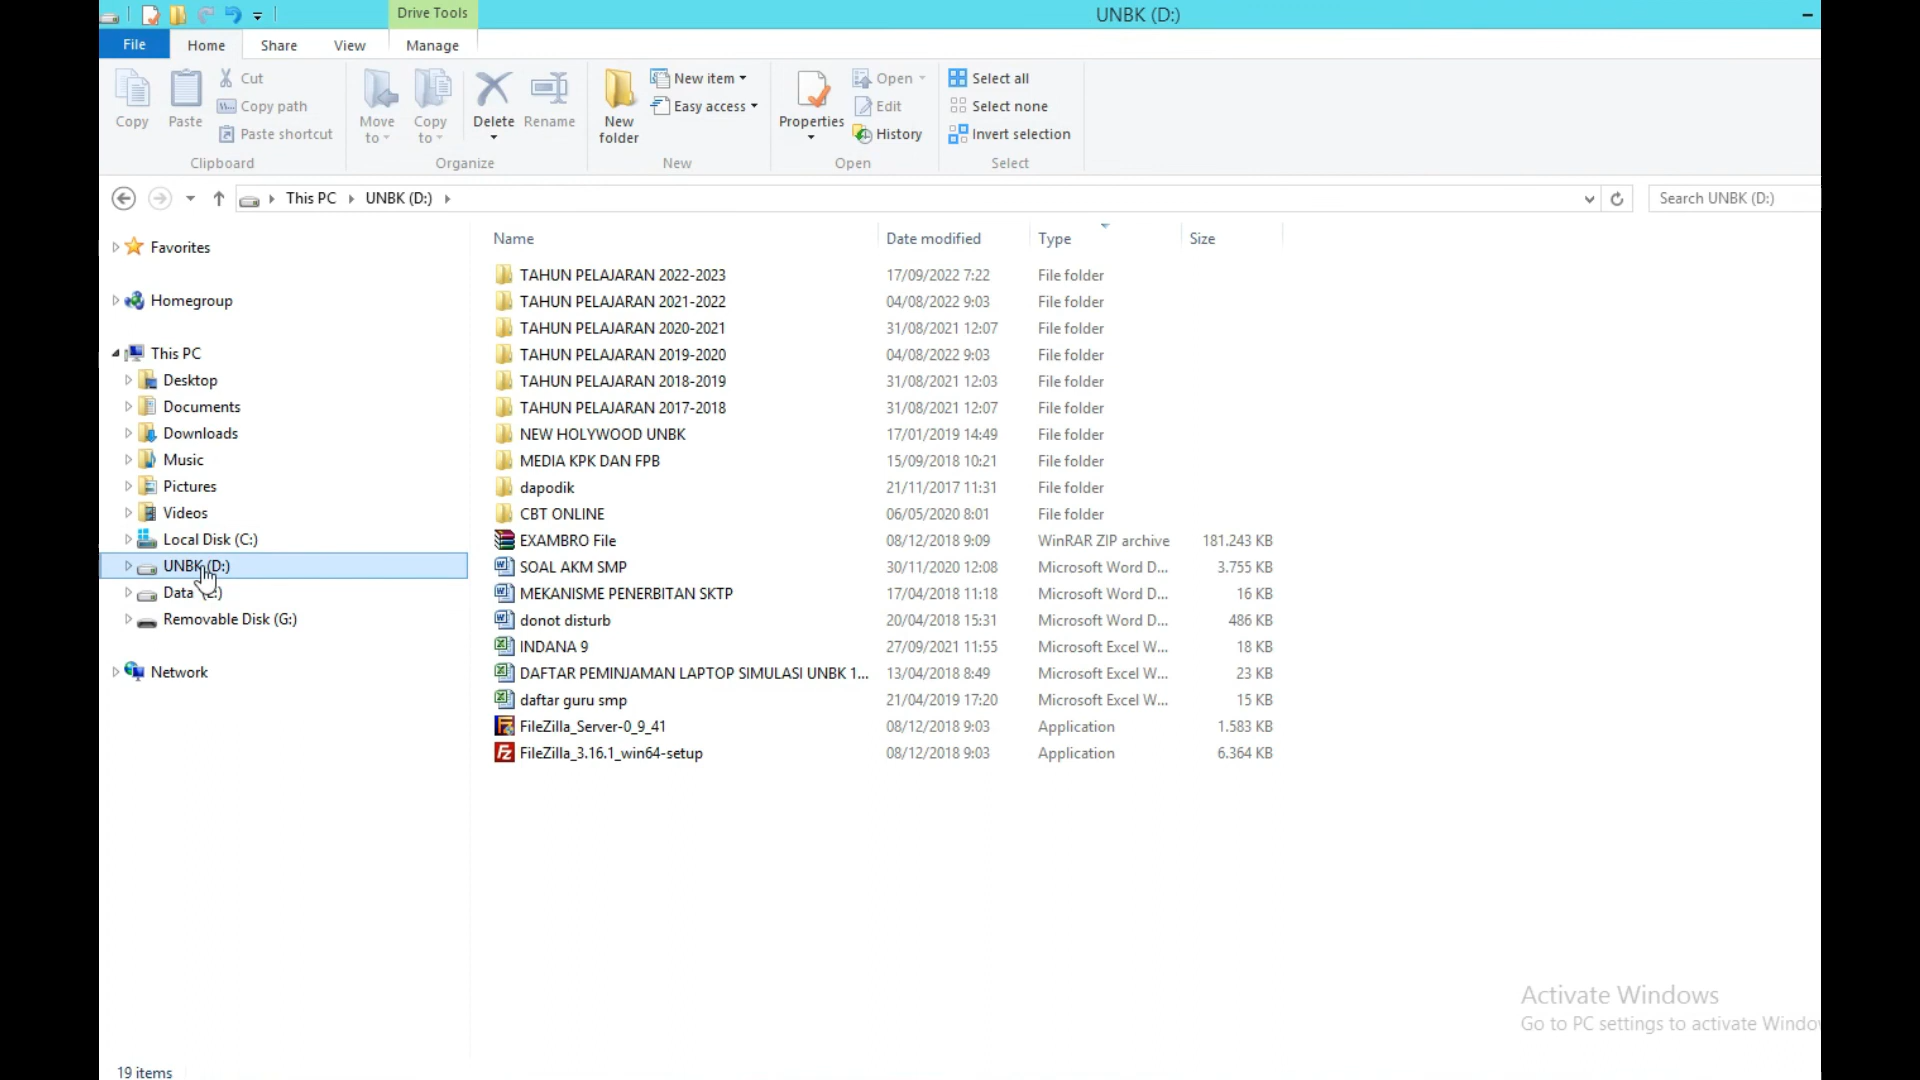 Drive Tools
UNBK (D:)
File
Home
Share
View
Manage
Copy
Paste
Cut
Copy path
Paste shortcut
Clipboard
Move
to
Copy
to
Delete
Rename
Organize
New
folder
New item
Easy access
New
Properties
Open
Edit
History
Open
Select all
Select none
Invert selection
Select
This PC
UNBK (D:)
Search UNBK (D:)
Favorites
Homegroup
This PC
Desktop
Documents
Downloads
Music
Pictures
Videos
Local Disk (C:)
UNBK (D:)
Data
Removable Disk (G:)
Network
Name Date modified Type Size
TAHUN PELAJARAN 2022-2023 17/09/2022 7:22 File folder
TAHUN PELAJARAN 2021-2022 04/08/2022 9:03 File folder
TAHUN PELAJARAN 2020-2021 31/08/2021 12:07 File folder
TAHUN PELAJARAN 2019-2020 04/08/2022 9:03 File folder
TAHUN PELAJARAN 2018-2019 31/08/2021 12:03 File folder
TAHUN PELAJARAN 2017-2018 31/08/2021 12:07 File folder
NEW HOLYWOOD UNBK 17/01/2019 14:49 File folder
MEDIA KPK DAN FPB 15/09/2018 10:21 File folder
dapodik 21/11/2017 11:31 File folder
CBT ONLINE 06/05/2020 8:01 File folder
EXAMBRO File 08/12/2018 9:09 WinRAR ZIP archive 181.243 KB
SOAL AKM SMP 30/11/2020 12:08 Microsoft Word D... 3.755 KB
MEKANISME PENERBITAN SKTP 17/04/2018 11:18 Microsoft Word D... 16 KB
donot disturb 20/04/2018 15:31 Microsoft Word D... 486 KB
INDANA 9 27/09/2021 11:55 Microsoft Excel W... 18 KB
DAFTAR PEMINJAMAN LAPTOP SIMULASI UNBK 1... 13/04/2018 8:49 Microsoft Excel W... 23 KB
daftar guru smp 21/04/2019 17:20 Microsoft Excel W... 15 KB
FileZilla_Server-0_9_41 08/12/2018 9:03 Application 1.583 KB
FileZilla_3.16.1_win64-setup 08/12/2018 9:03 Application 6.364 KB
Activate Windows
Go to PC settings to activate Windo
19 items